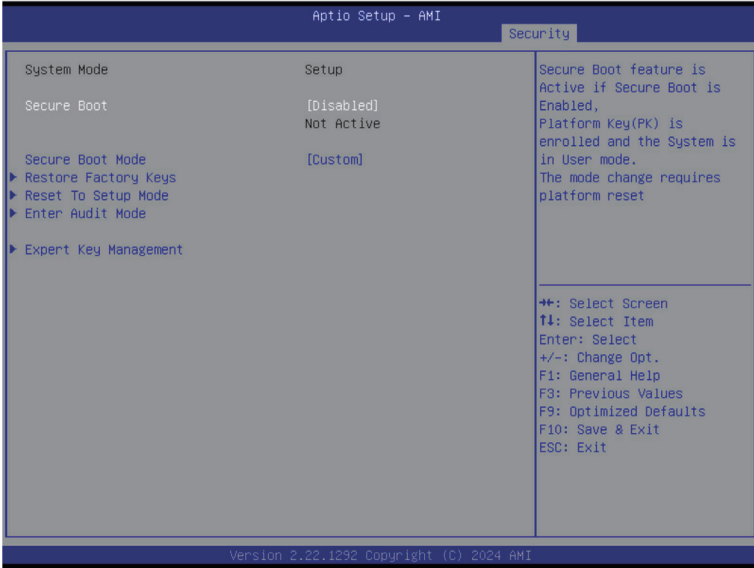 Aptio Setup – AMI
Security
System Mode Setup
Secure Boot [Disabled]
Not Active
Secure Boot Mode [Custom]
▶ Restore Factory Keys
▶ Reset To Setup Mode
▶ Enter Audit Mode
▶ Expert Key Management
Secure Boot feature is
Active if Secure Boot is
Enabled,
Platform Key(PK) is
enrolled and the System is
in User mode.
The mode change requires
platform reset
→←: Select Screen
↑↓: Select Item
Enter: Select
+/-: Change Opt.
F1: General Help
F3: Previous Values
F9: Optimized Defaults
F10: Save & Exit
ESC: Exit
Version 2.22.1292 Copyright (C) 2024 AMI